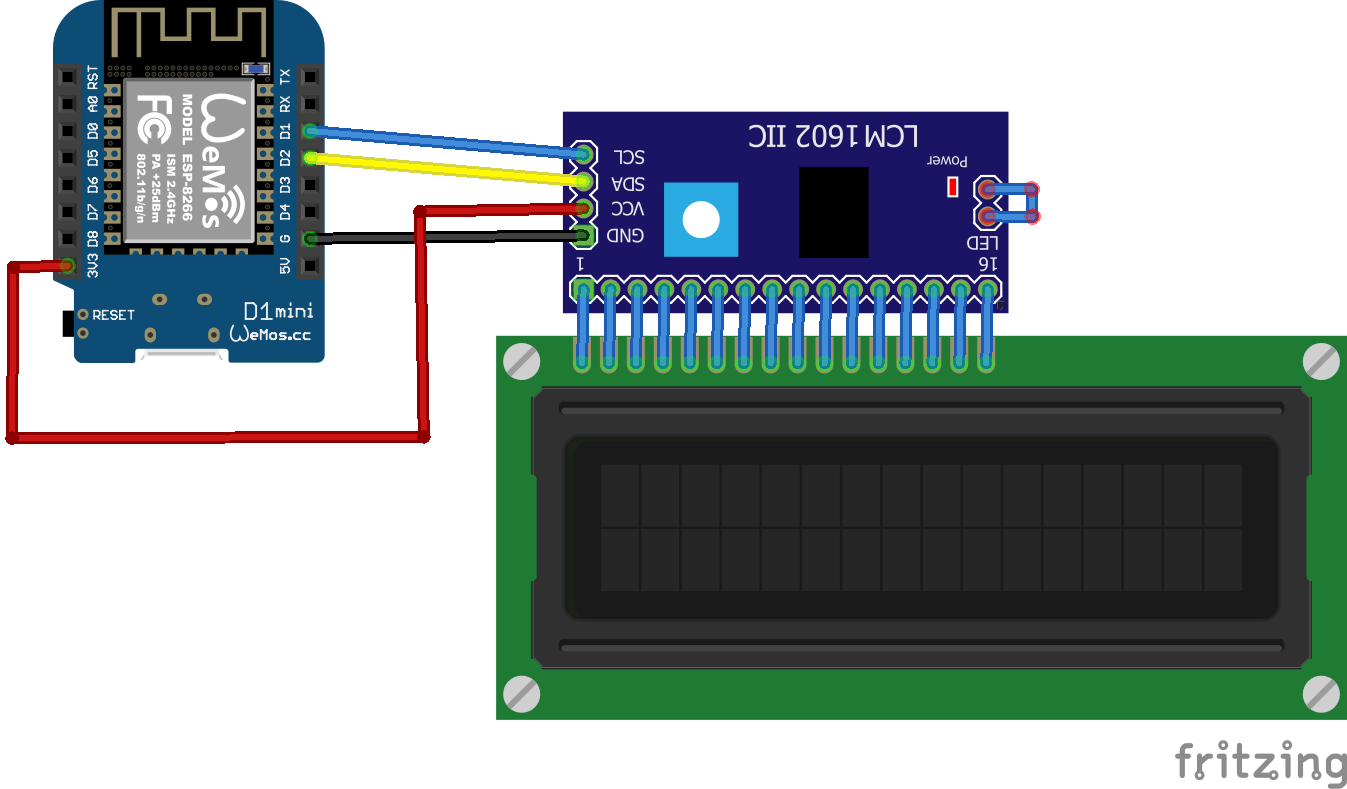 RST
A0
D0
D5
D6
D7
D8
3V3
TX
RX
D1
D2
D3
D4
G
5V
WeMos
MODEL ESP-8266
ISM 2.4GHz
PA +25dBm
802.11b/g/n
FC
RESET
D1 mini
WeMos.cc
LCM1602 IIC
SCL
SDA
VCC
GND
Power
LED
1
16
fritzing